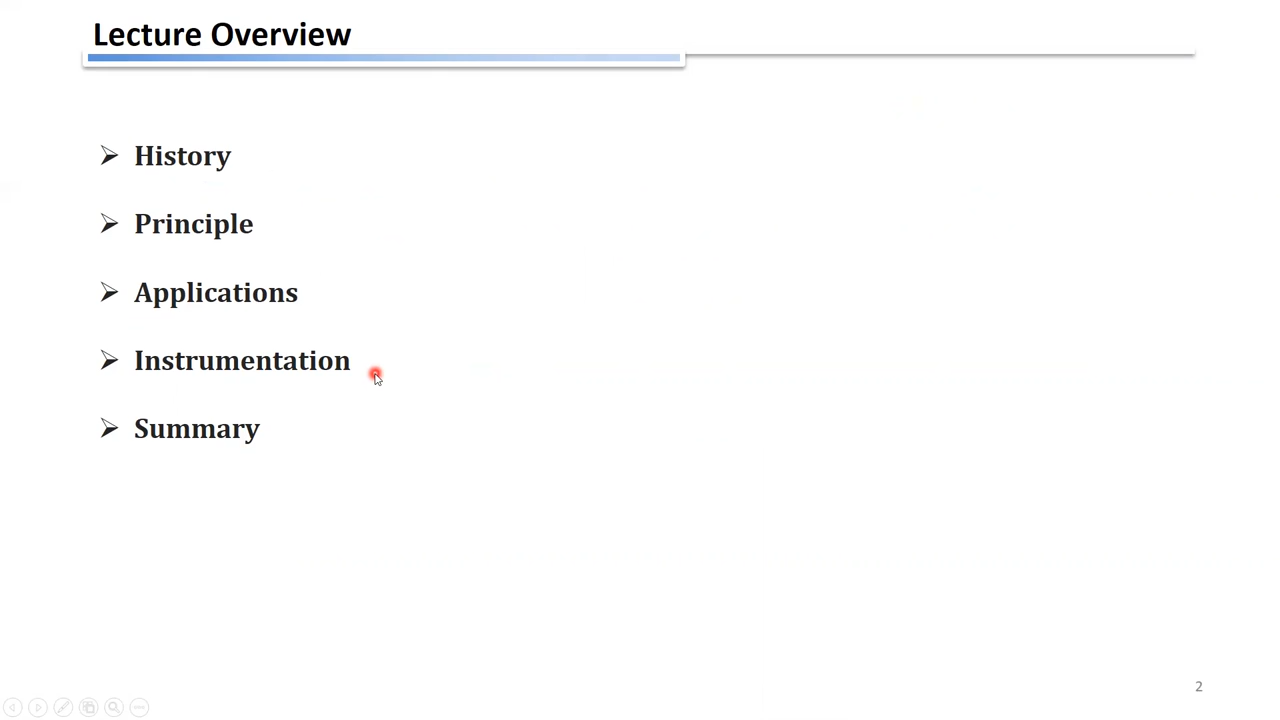 Lecture Overview
History
Principle
Applications
Instrumentation
Summary
2